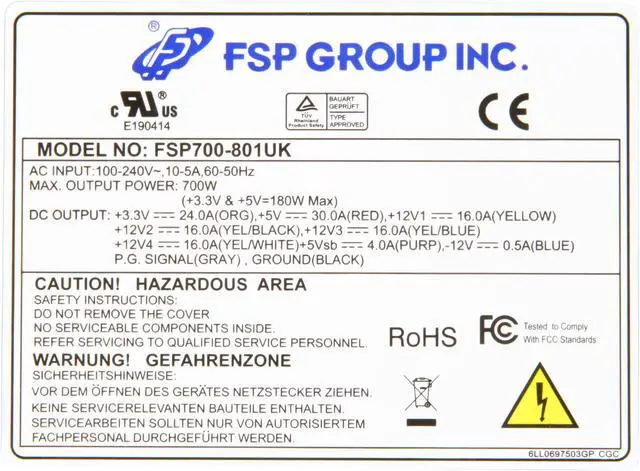 FSP GROUP INC.
c RU US
E190414
TÜV Rheinland Product Safety
BAUART GEPRÜFT
TYPE APPROVED
CE
MODEL NO: FSP700-801UK
AC INPUT:100-240V~,10-5A,60-50Hz
MAX. OUTPUT POWER: 700W
(+3.3V & +5V=180W Max)
DC OUTPUT: +3.3V ⎓ 24.0A(ORG),+5V ⎓ 30.0A(RED),+12V1 ⎓ 16.0A(YELLOW)
+12V2 ⎓ 16.0A(YEL/BLACK),+12V3 ⎓ 16.0A(YEL/BLUE)
+12V4 ⎓ 16.0A(YEL/WHITE)+5Vsb ⎓ 4.0A(PURP),-12V ⎓ 0.5A(BLUE)
P.G. SIGNAL(GRAY) , GROUND(BLACK)
CAUTION! HAZARDOUS AREA
SAFETY INSTRUCTIONS:
DO NOT REMOVE THE COVER
NO SERVICEABLE COMPONENTS INSIDE.
REFER SERVICING TO QUALIFIED SERVICE PERSONNEL.
RoHS
FC Tested to Comply
With FCC Standards
WARNUNG! GEFAHRENZONE
SICHERHEITSHINWEISE:
VOR DEM ÖFFNEN DES GERÄTES NETZSTECKER ZIEHEN.
KEINE SERVICERELEVANTEN BAUTEILE ENTHALTEN.
SERVICEARBEITEN SOLLTEN NUR VON AUTORISIERTEM
FACHPERSONAL DURCHGEFÜHRT WERDEN.
6LL0697503GP CGC